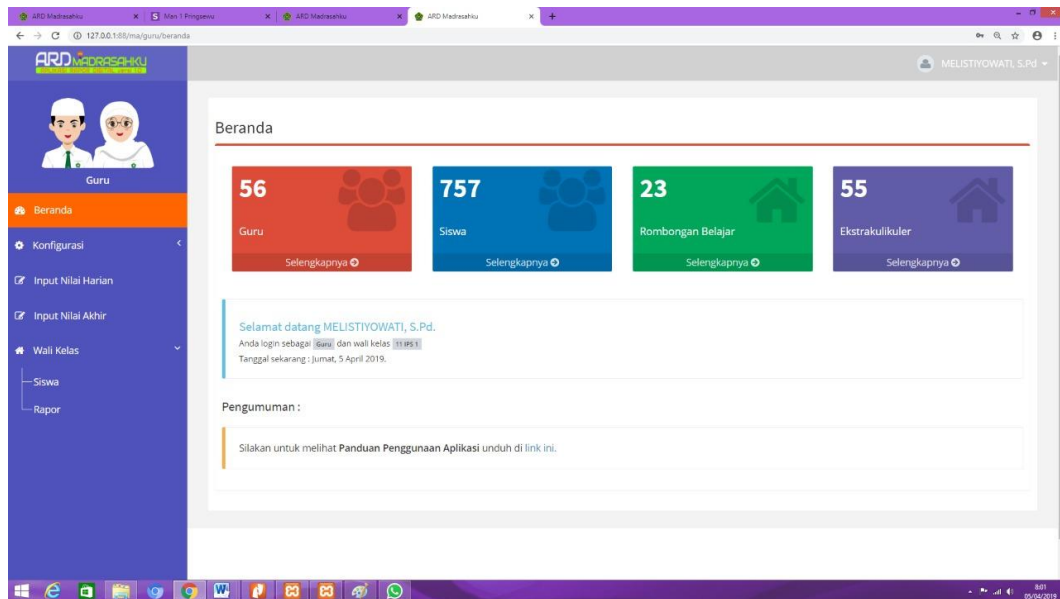 ARD Madrasahku
Man 1 Pringsewu
ARD Madrasahku
ARD Madrasahku
127.0.0.1:88/ma/guru/beranda
ARD MADRASAHKU
MELISTIYOWATI, S.Pd
Guru
Beranda
Konfigurasi
Input Nilai Harian
Input Nilai Akhir
Wali Kelas
Siswa
Rapor
Beranda
56
Guru
Selengkapnya
757
Siswa
Selengkapnya
23
Rombongan Belajar
Selengkapnya
55
Ekstrakulikuler
Selengkapnya
Selamat datang MELISTIYOWATI, S.Pd.
Anda login sebagai Guru dan wali kelas 11 IPS 1
Tanggal sekarang : Jumat, 5 April 2019.
Pengumuman :
Silakan untuk melihat Panduan Penggunaan Aplikasi unduh di link ini.
8:01
05/04/2019